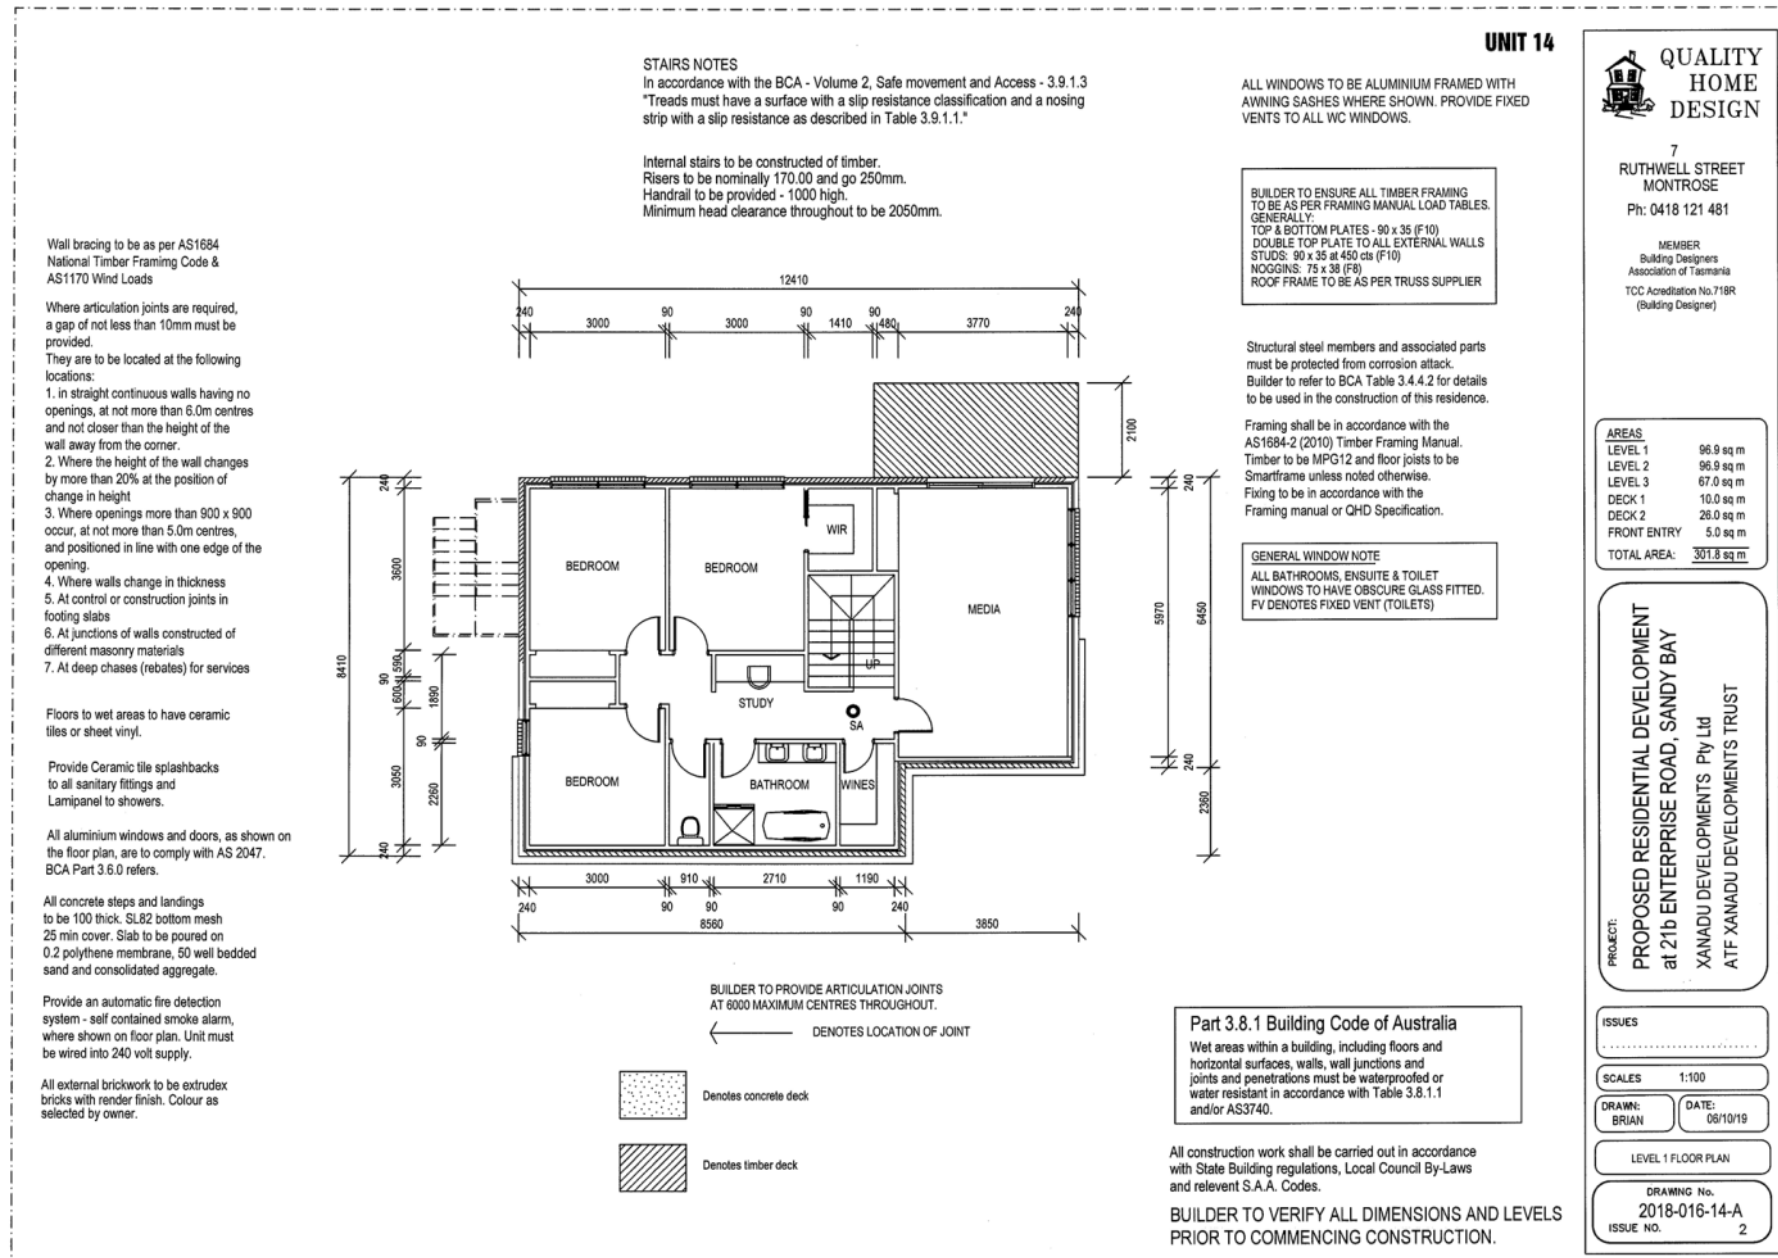 UNIT 14
STAIRS NOTES
In accordance with the BCA - Volume 2, Safe movement and Access - 3.9.1.3
"Treads must have a surface with a slip resistance classification and a nosing
strip with a slip resistance as described in Table 3.9.1.1."
Internal stairs to be constructed of timber.
Risers to be nominally 170.00 and go 250mm.
Handrail to be provided - 1000 high.
Minimum head clearance throughout to be 2050mm.
Wall bracing to be as per AS1684
National Timber Framimg Code &
AS1170 Wind Loads
Where articulation joints are required,
a gap of not less than 10mm must be
provided.
They are to be located at the following
locations:
1. in straight continuous walls having no
openings, at not more than 6.0m centres
and not closer than the height of the
wall away from the corner.
2. Where the height of the wall changes
by more than 20% at the position of
change in height
3. Where openings more than 900 x 900
occur, at not more than 5.0m centres,
and positioned in line with one edge of the
opening.
4. Where walls change in thickness
5. At control or construction joints in
footing slabs
6. At junctions of walls constructed of
different masonry materials
7. At deep chases (rebates) for services
Floors to wet areas to have ceramic
tiles or sheet vinyl.
Provide Ceramic tile splashbacks
to all sanitary fittings and
Lamipanel to showers.
All aluminium windows and doors, as shown on
the floor plan, are to comply with AS 2047.
BCA Part 3.6.0 refers.
All concrete steps and landings
to be 100 thick. SL82 bottom mesh
25 min cover. Slab to be poured on
0.2 polythene membrane, 50 well bedded
sand and consolidated aggregate.
Provide an automatic fire detection
system - self contained smoke alarm,
where shown on floor plan. Unit must
be wired into 240 volt supply.
All external brickwork to be extrudex
bricks with render finish. Colour as
selected by owner.
12410
240 3000 90 3000 90 1410 90 480 3770 240
2100
8410
240
3600
590
90
600
3050
240
1890
90
2260
240
5970
240
6450
2360
BEDROOM
BEDROOM
WIR
MEDIA
UP
STUDY
SA
BEDROOM
BATHROOM
WINES
3000 910 2710 1190
240 90 90 90 240
8560 3850
BUILDER TO PROVIDE ARTICULATION JOINTS
AT 6000 MAXIMUM CENTRES THROUGHOUT.
DENOTES LOCATION OF JOINT
Denotes concrete deck
Denotes timber deck
ALL WINDOWS TO BE ALUMINIUM FRAMED WITH
AWNING SASHES WHERE SHOWN. PROVIDE FIXED
VENTS TO ALL WC WINDOWS.
BUILDER TO ENSURE ALL TIMBER FRAMING
TO BE AS PER FRAMING MANUAL LOAD TABLES.
GENERALLY:
TOP & BOTTOM PLATES - 90 x 35 (F10)
DOUBLE TOP PLATE TO ALL EXTERNAL WALLS
STUDS: 90 x 35 at 450 cts (F10)
NOGGINS: 75 x 38 (F8)
ROOF FRAME TO BE AS PER TRUSS SUPPLIER
Structural steel members and associated parts
must be protected from corrosion attack.
Builder to refer to BCA Table 3.4.4.2 for details
to be used in the construction of this residence.
Framing shall be in accordance with the
AS1684-2 (2010) Timber Framing Manual.
Timber to be MPG12 and floor joists to be
Smartframe unless noted otherwise.
Fixing to be in accordance with the
Framing manual or QHD Specification.
GENERAL WINDOW NOTE
ALL BATHROOMS, ENSUITE & TOILET
WINDOWS TO HAVE OBSCURE GLASS FITTED.
FV DENOTES FIXED VENT (TOILETS)
Part 3.8.1 Building Code of Australia
Wet areas within a building, including floors and
horizontal surfaces, walls, wall junctions and
joints and penetrations must be waterproofed or
water resistant in accordance with Table 3.8.1.1
and/or AS3740.
All construction work shall be carried out in accordance
with State Building regulations, Local Council By-Laws
and relevent S.A.A. Codes.
BUILDER TO VERIFY ALL DIMENSIONS AND LEVELS
PRIOR TO COMMENCING CONSTRUCTION.
QUALITY
HOME
DESIGN
7
RUTHWELL STREET
MONTROSE
Ph: 0418 121 481
MEMBER
Building Designers
Association of Tasmania
TCC Acreditation No.718R
(Building Designer)
AREAS
LEVEL 1 96.9 sq m
LEVEL 2 96.9 sq m
LEVEL 3 67.0 sq m
DECK 1 10.0 sq m
DECK 2 26.0 sq m
FRONT ENTRY 5.0 sq m
TOTAL AREA: 301.8 sq m
PROJECT:
PROPOSED RESIDENTIAL DEVELOPMENT
at 21b ENTERPRISE ROAD, SANDY BAY
XANADU DEVELOPMENTS Pty Ltd
ATF XANADU DEVELOPMENTS TRUST
ISSUES
SCALES 1:100
DRAWN:
BRIAN
DATE:
06/10/19
LEVEL 1 FLOOR PLAN
DRAWING No.
2018-016-14-A
ISSUE NO. 2